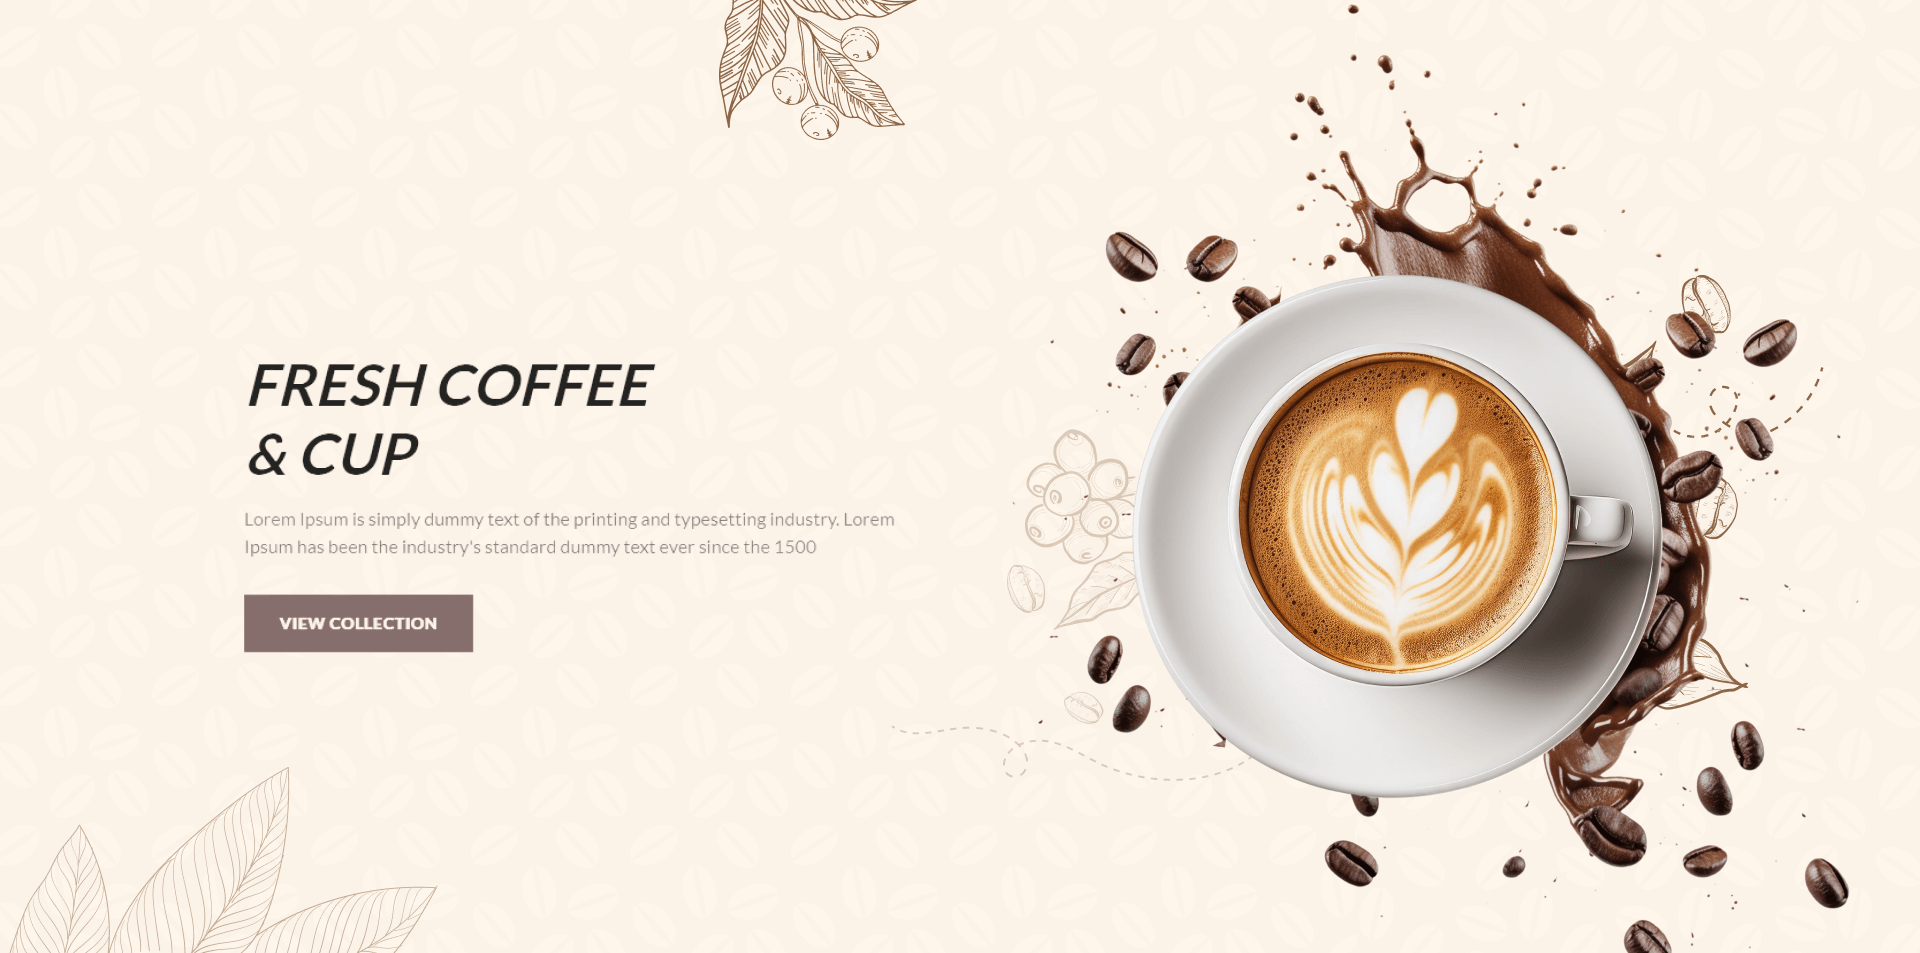 FRESH COFFEE
& CUP
Lorem Ipsum is simply dummy text of the printing and typesetting industry. Lorem
Ipsum has been the industry's standard dummy text ever since the 1500
VIEW COLLECTION